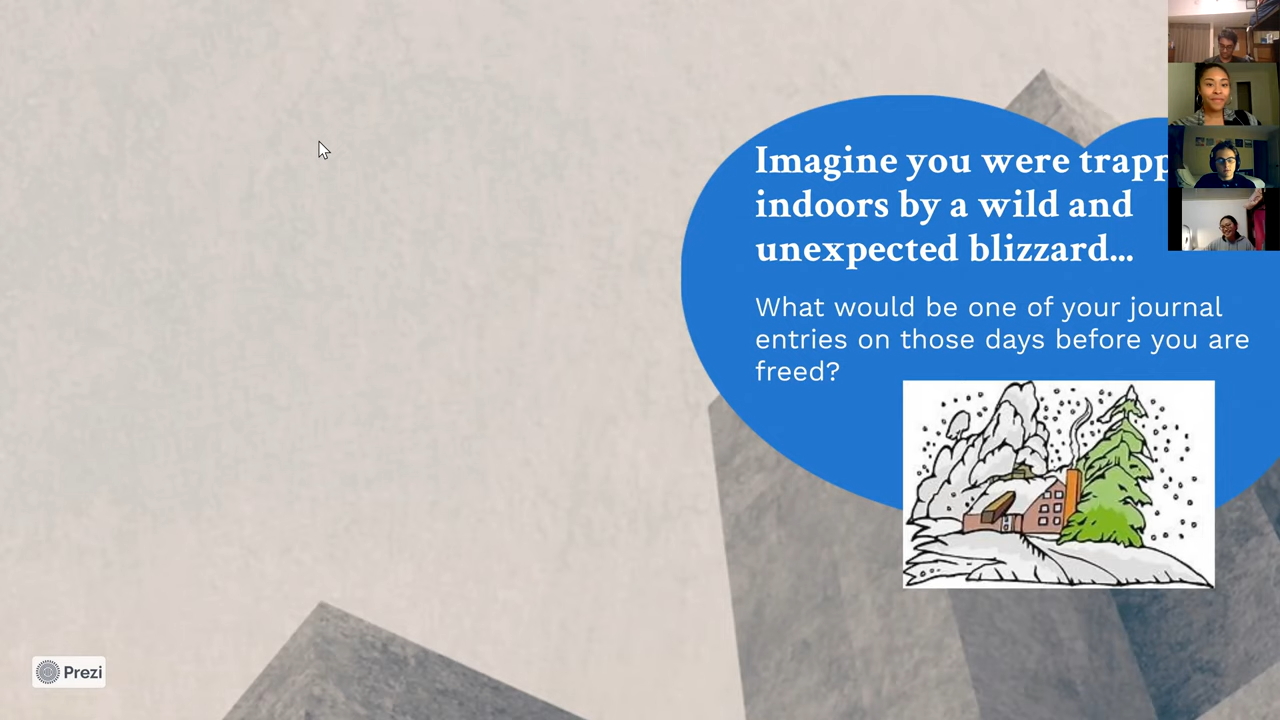 Imagine you were trapp
indoors by a wild and
unexpected blizzard...
What would be one of your journal
entries on those days before you are
freed?
Prezi